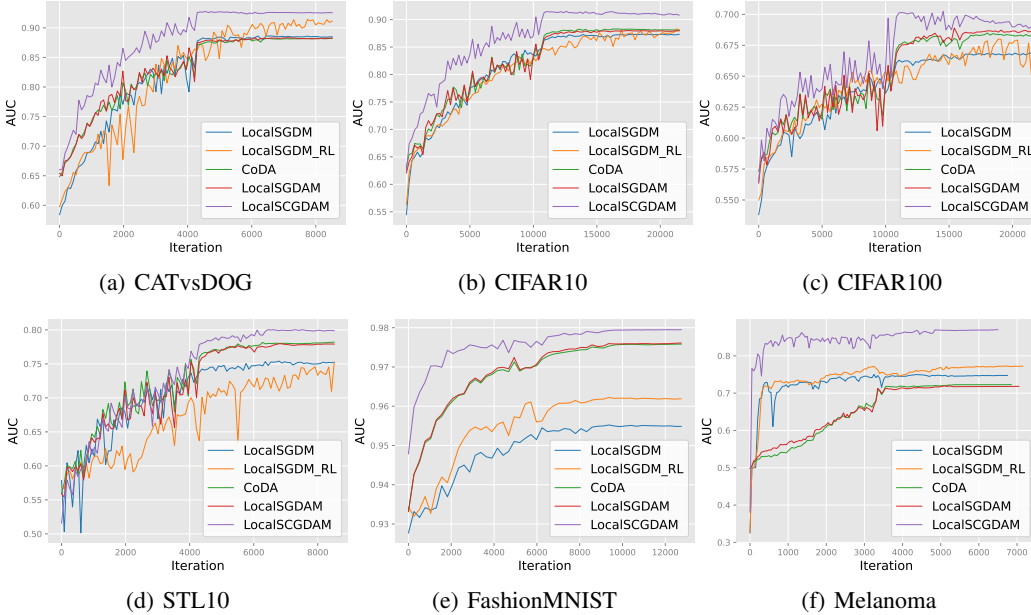 0.90
0.85
0.80
0.75
0.70
0.65
0.60
AUC
0 2000 4000 6000 8000
Iteration
LocalSGDM
LocalSGDM_RL
CoDA
LocalSGDAM
LocalSCGDAM
(a) CATvsDOG
0.90
0.85
0.80
0.75
0.70
0.65
0.60
0.55
AUC
0 5000 10000 15000 20000
Iteration
LocalSGDM
LocalSGDM_RL
CoDA
LocalSGDAM
LocalSCGDAM
(b) CIFAR10
0.700
0.675
0.650
0.625
0.600
0.575
0.550
AUC
0 5000 10000 15000 20000
Iteration
LocalSGDM
LocalSGDM_RL
CoDA
LocalSGDAM
LocalSCGDAM
(c) CIFAR100
0.80
0.75
0.70
0.65
0.60
0.55
0.50
AUC
0 2000 4000 6000 8000
Iteration
LocalSGDM
LocalSGDM_RL
CoDA
LocalSGDAM
LocalSCGDAM
(d) STL10
0.98
0.97
0.96
0.95
0.94
0.93
AUC
0 2000 4000 6000 8000 10000 12000
Iteration
LocalSGDM
LocalSGDM_RL
CoDA
LocalSGDAM
LocalSCGDAM
(e) FashionMNIST
0.8
0.7
0.6
0.5
0.4
0.3
AUC
0 1000 2000 3000 4000 5000 6000 7000
Iteration
LocalSGDM
LocalSGDM_RL
CoDA
LocalSGDAM
LocalSCGDAM
(f) Melanoma